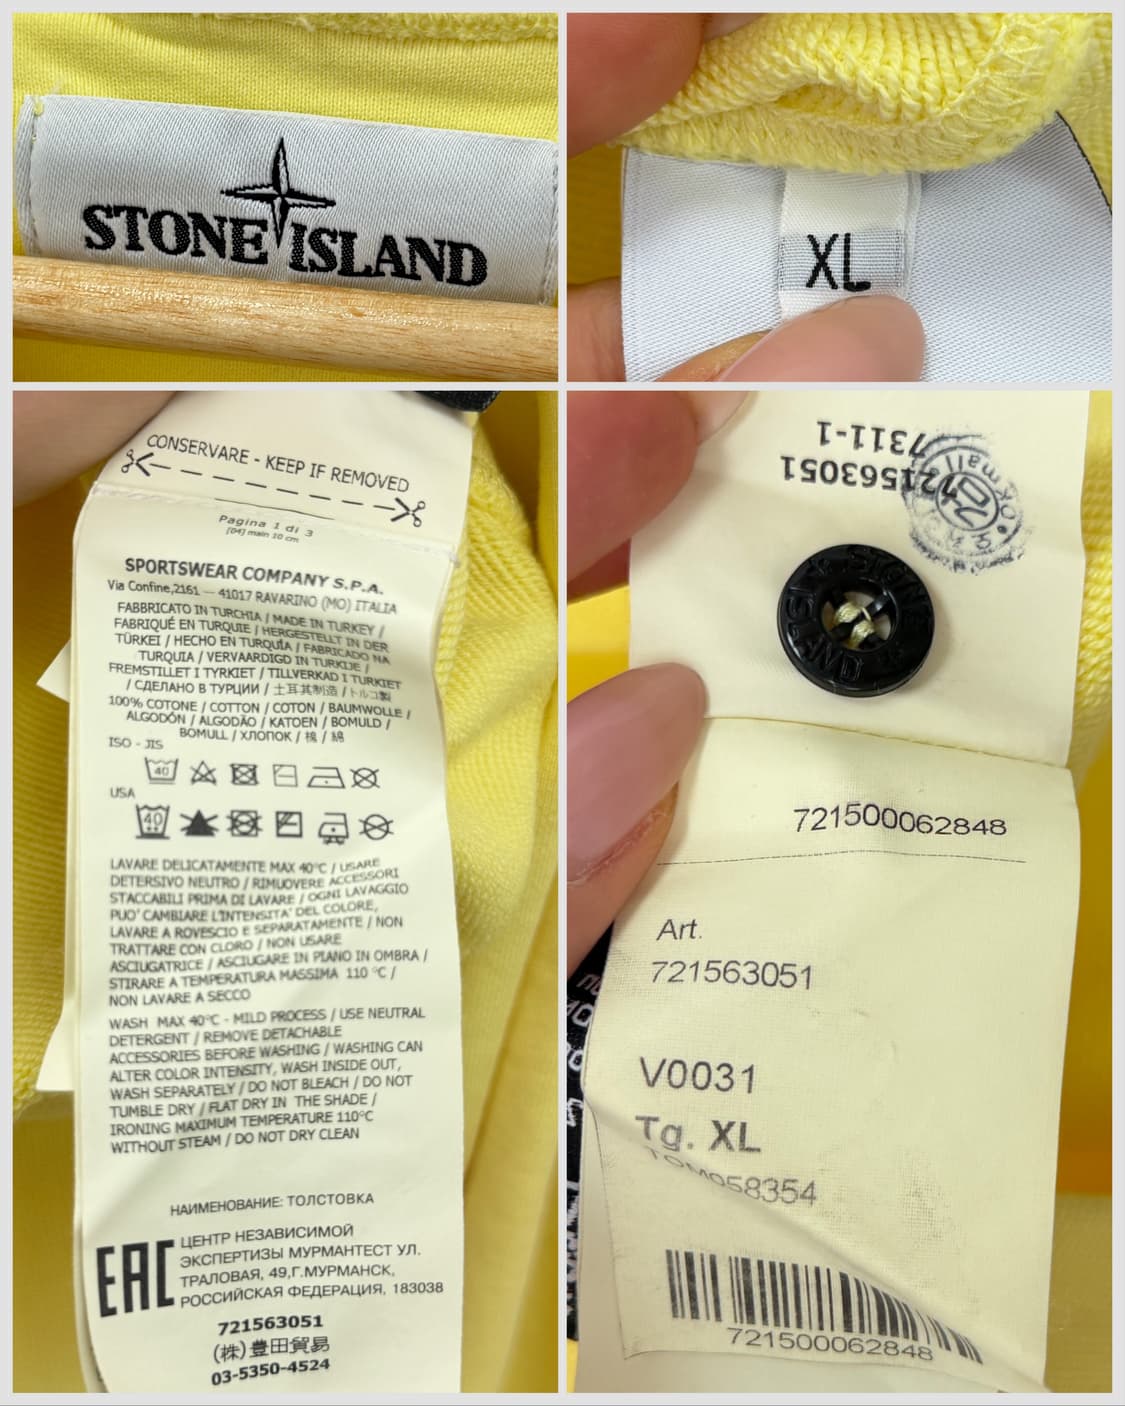 STONE ISLAND
XL
CONSERVARE - KEEP IF REMOVED
Pagina 1 di 3
[04] main 10 cm
SPORTSWEAR COMPANY S.P.A.
Via Confine,2161 — 41017 RAVARINO (MO) ITALIA
FABBRICATO IN TURCHIA / MADE IN TURKEY /
FABRIQUÉ EN TURQUIE / HERGESTELLT IN DER
TÜRKEI / HECHO EN TURQUÍA / FABRICADO NA
TURQUIA / VERVAARDIGD IN TURKIJE /
FREMSTILLET I TYRKIET / TILLVERKAD I TURKIET
/ СДЕЛАНО В ТУРЦИИ / 土耳其制造 / トルコ製
100% COTONE / COTTON / COTON / BAUMWOLLE /
ALGODÓN / ALGODÃO / KATOEN / BOMULD /
BOMULL / ХЛОПОК / 棉 / 綿
ISO - JIS
40
USA
40
LAVARE DELICATAMENTE MAX 40°C / USARE
DETERSIVO NEUTRO / RIMUOVERE ACCESSORI
STACCABILI PRIMA DI LAVARE / OGNI LAVAGGIO
PUO' CAMBIARE L'INTENSITA' DEL COLORE,
LAVARE A ROVESCIO E SEPARATAMENTE / NON
TRATTARE CON CLORO / NON USARE
ASCIUGATRICE / ASCIUGARE IN PIANO IN OMBRA /
STIRARE A TEMPERATURA MASSIMA 110 °C /
NON LAVARE A SECCO
WASH MAX 40°C - MILD PROCESS / USE NEUTRAL
DETERGENT / REMOVE DETACHABLE
ACCESSORIES BEFORE WASHING / WASHING CAN
ALTER COLOR INTENSITY, WASH INSIDE OUT,
WASH SEPARATELY / DO NOT BLEACH / DO NOT
TUMBLE DRY / FLAT DRY IN THE SHADE /
IRONING MAXIMUM TEMPERATURE 110°C
WITHOUT STEAM / DO NOT DRY CLEAN
НАИМЕНОВАНИЕ: ТОЛСТОВКА
EAC
ЦЕНТР НЕЗАВИСИМОЙ
ЭКСПЕРТИЗЫ МУРМАНТЕСТ УЛ.
ТРАЛОВАЯ, 49,Г.МУРМАНСК,
РОССИЙСКАЯ ФЕДЕРАЦИЯ, 183038
721563051
(株)豊田貿易
03-5350-4524
721563051
7311-1
STONE ISLAND
721500062848
Art.
721563051
V0031
Tg. XL
058354
721500062848